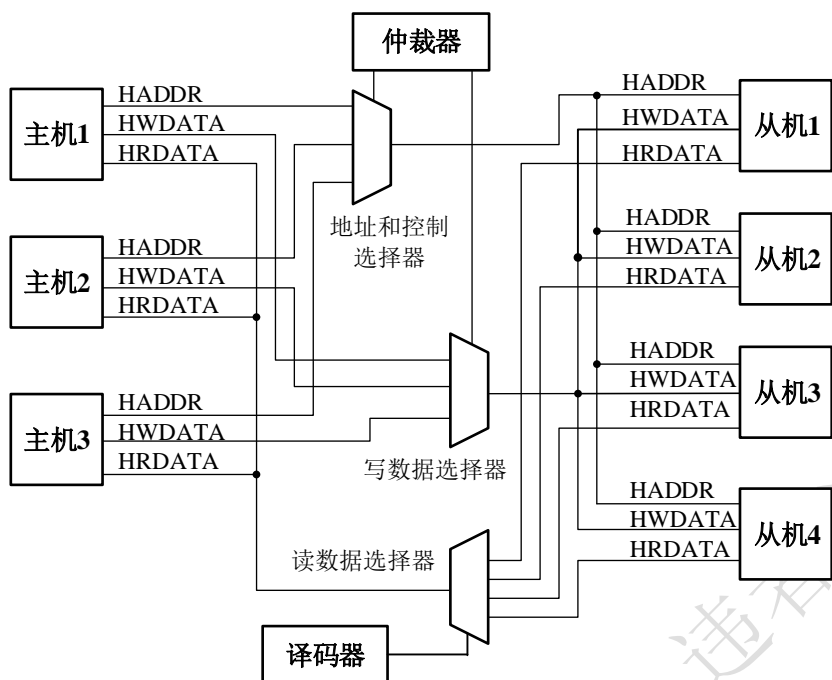 仲裁器
主机1
HADDR
HWDATA
HRDATA
主机2
HADDR
HWDATA
HRDATA
主机3
HADDR
HWDATA
HRDATA
地址和控制
选择器
写数据选择器
读数据选择器
译码器
HADDR
HWDATA
HRDATA
从机1
HADDR
HWDATA
HRDATA
从机2
HADDR
HWDATA
HRDATA
从机3
HADDR
HWDATA
HRDATA
从机4
违者